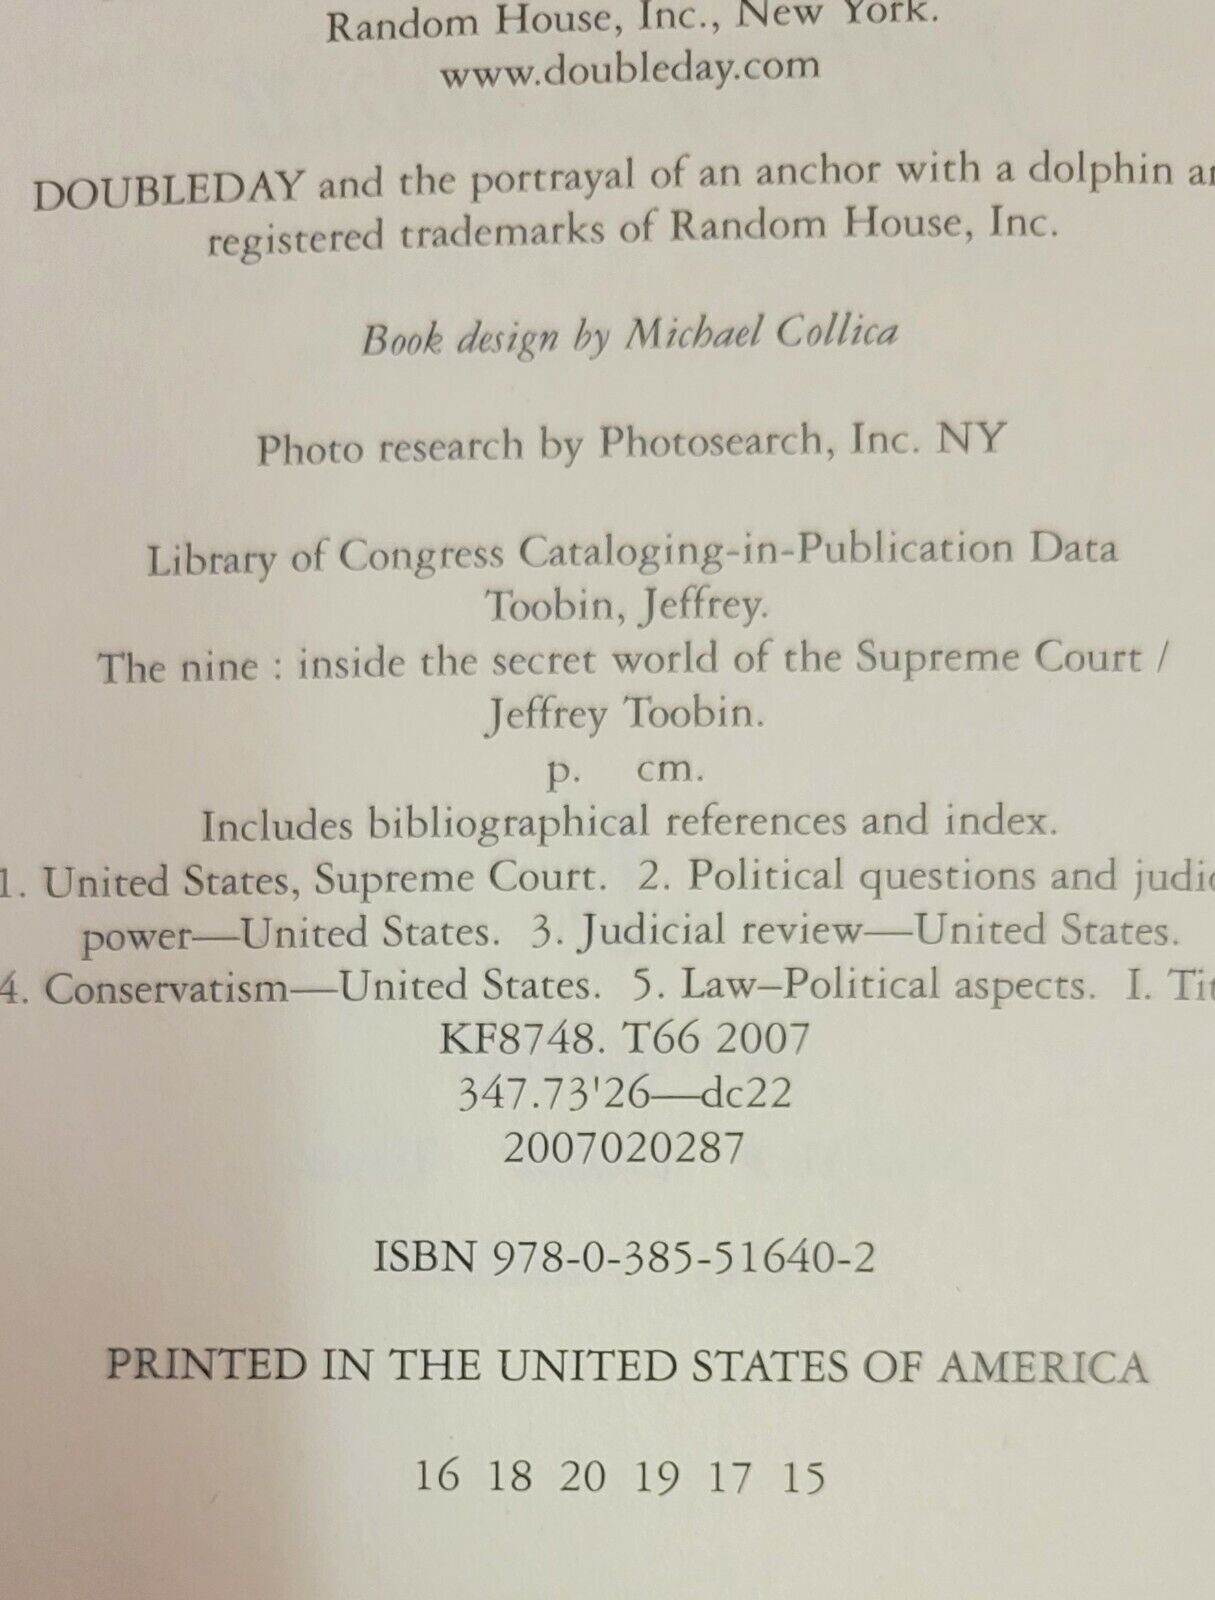 Random House, Inc., New York.
www.doubleday.com
DOUBLEDAY and the portrayal of an anchor with a dolphin
registered trademarks of Random House, Inc.
Book design by Michael Collica
Photo research by Photosearch, Inc. NY
Library of Congress Cataloging-in-Publication Data
Toobin, Jeffrey.
The nine : inside the secret world of the Supreme Court /
Jeffrey Toobin.
p. cm.
Includes bibliographical references and index.
1. United States, Supreme Court. 2. Political questions and
power—United States. 3. Judicial review—United States.
4. Conservatism—United States. 5. Law–Political aspects. I.
KF8748. T66 2007
347.73'26—dc22
2007020287
ISBN 978-0-385-51640-2
PRINTED IN THE UNITED STATES OF AMERICA
16 18 20 19 17 15